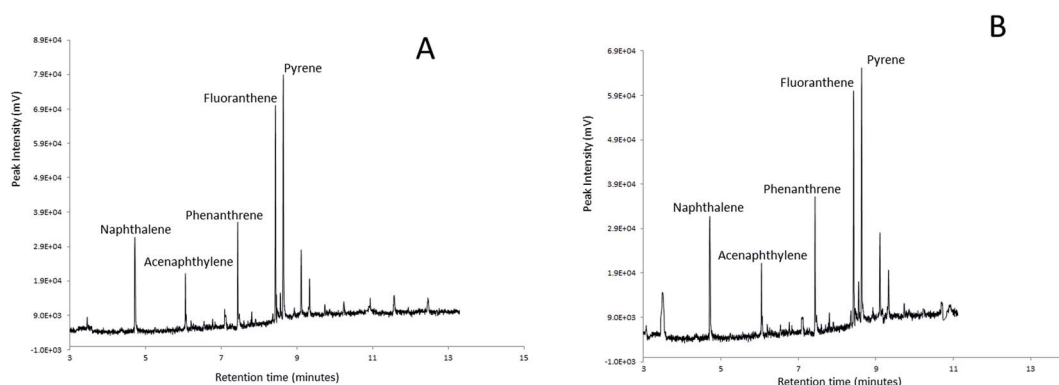 A
8.9E+04
7.9E+04
6.9E+04
5.9E+04
4.9E+04
3.9E+04
2.9E+04
1.9E+04
9.0E+03
-1.0E+03
Peak Intensity (mV)
Pyrene
Fluoranthene
Phenanthrene
Naphthalene
Acenaphthylene
3 5 7 9 11 13 15
Retention time (minutes)
B
6.9E+04
5.9E+04
4.9E+04
3.9E+04
2.9E+04
1.9E+04
9.0E+03
-1.0E+03
Peak Intensity (mV)
Pyrene
Fluoranthene
Phenanthrene
Naphthalene
Acenaphthylene
3 5 7 9 11 13
Retention time (minutes)